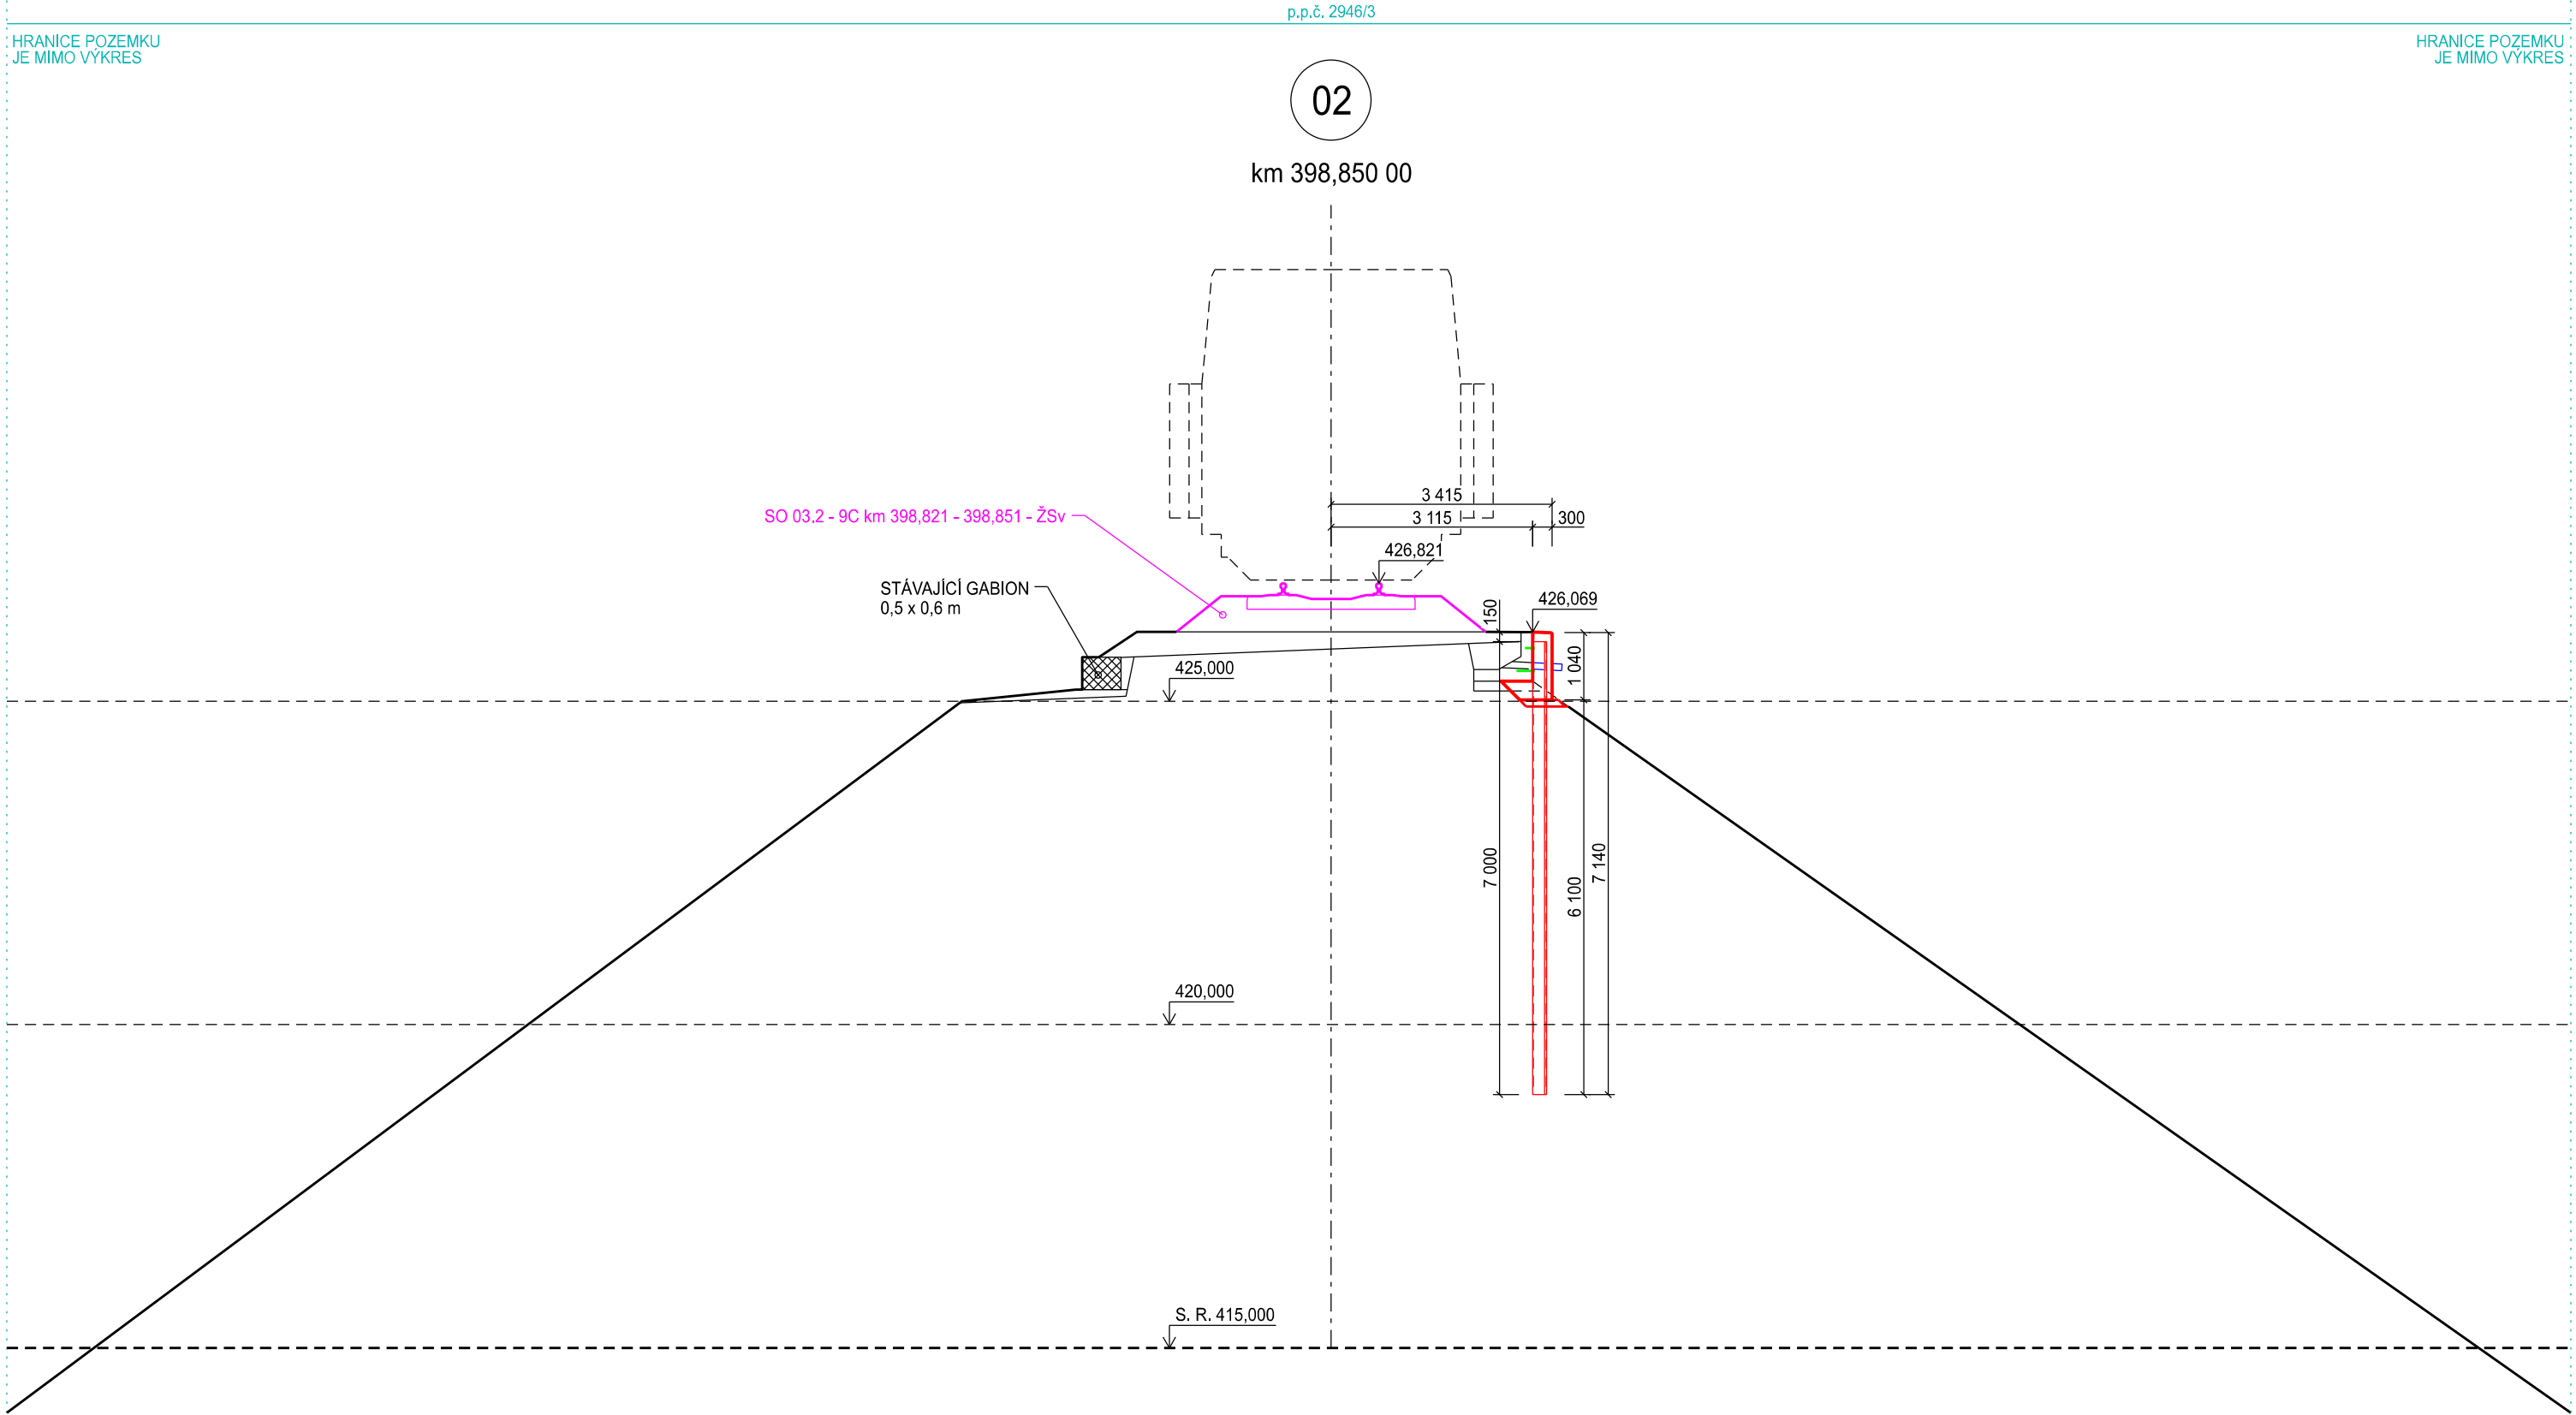 p.p.č. 2946/3
HRANICE POZEMKU
JE MIMO VÝKRES
HRANICE POZEMKU
JE MIMO VÝKRES
02
km 398,850 00
3 415
SO 03.2 - 9C km 398,821 - 398,851 - ŽSv
3 115
300
426,821
STÁVAJÍCÍ GABION
0,5 x 0,6 m
150
426,069
425,000
1 040
7 000
7 140
6 100
420,000
S. R. 415,000